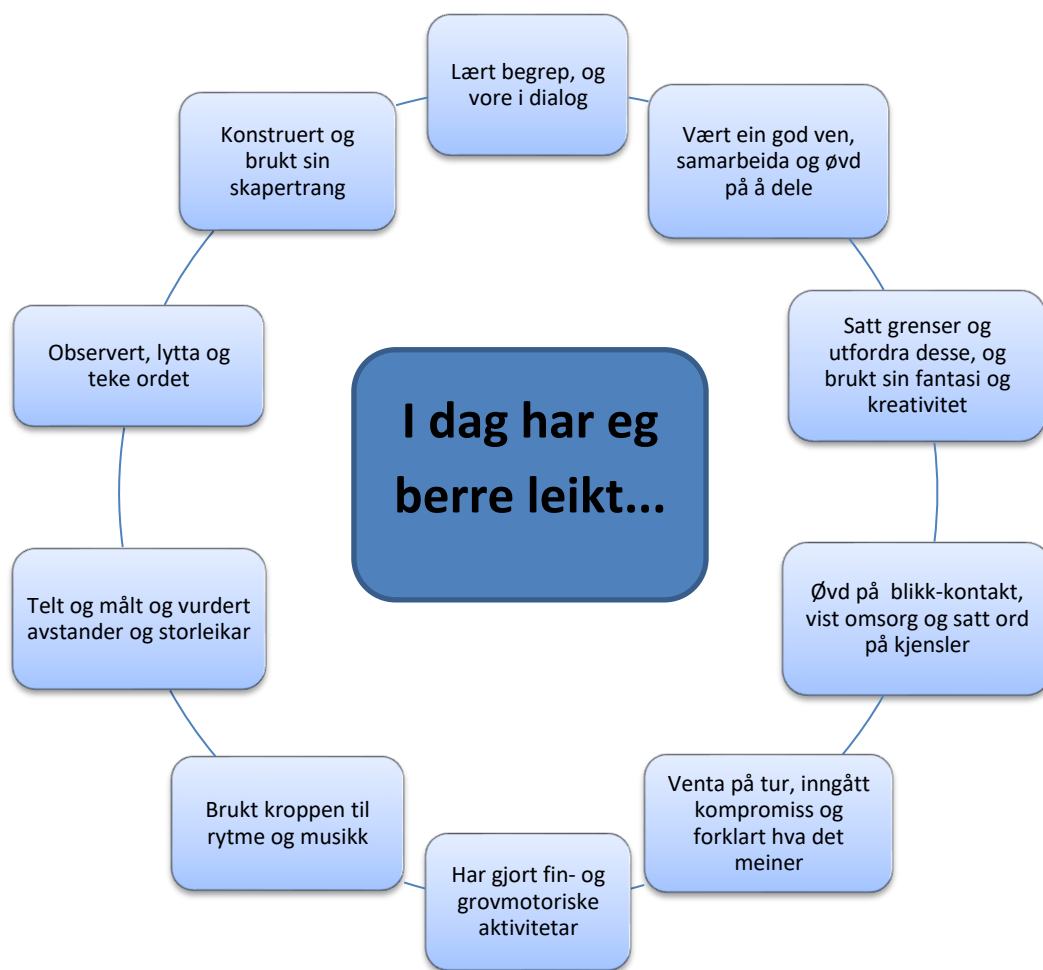 Lært begrep, og
vore i dialog
Vært ein god ven,
samarbeida og øvd
på å dele
Satt grenser og
utfordra desse, og
brukt sin fantasi og
kreativitet
Øvd på blikk-kontakt,
vist omsorg og satt ord
på kjensler
Venta på tur, inngått
kompromiss og
forklart hva det
meiner
Har gjort fin- og
grovmotoriske
aktivitetar
Brukt kroppen til
rytme og musikk
Telt og målt og vurdert
avstander og storleikar
Observert, lytta og
teke ordet
Konstruert og
brukt sin
skapertrang
I dag har eg
berre leikt...